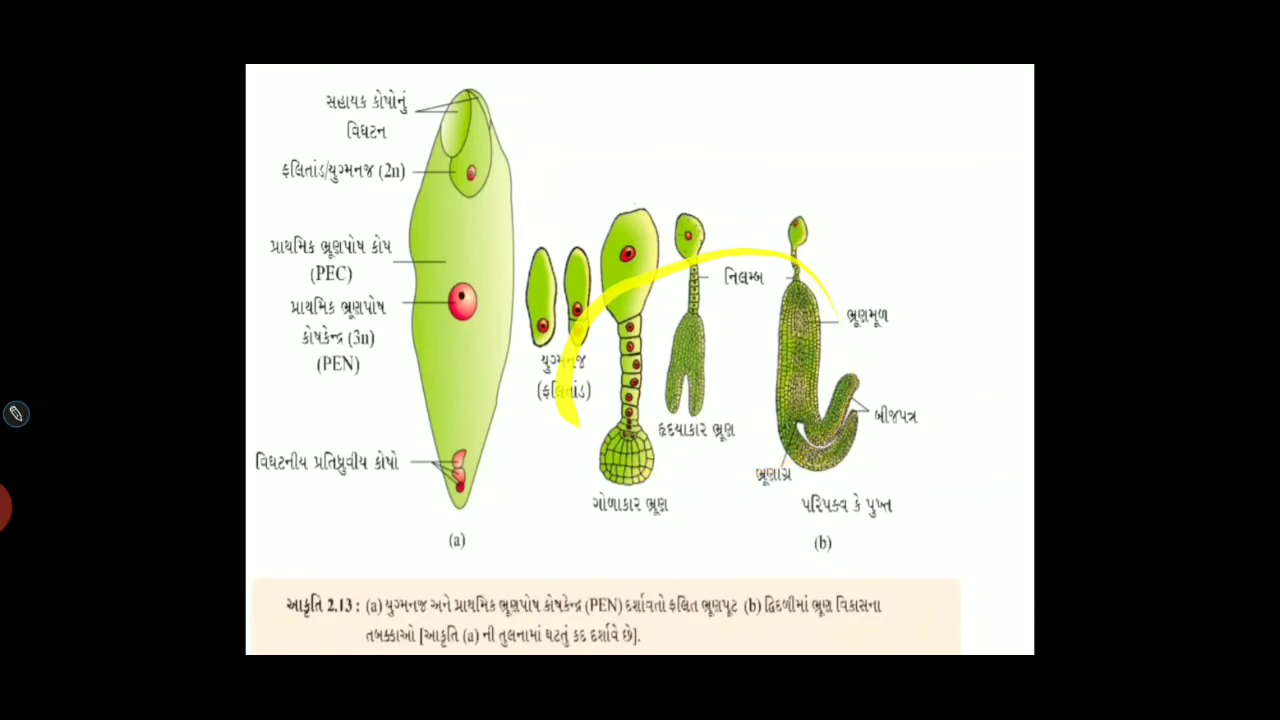 સહાયક કોષોનું
વિઘટન
ફલિતાંડ/યુગ્મનજ (2n)
પ્રાથમિક ભ્રૂણપોષ કોષ
(PEC)
પ્રાથમિક ભ્રૂણપોષ
કોષકેન્દ્ર (3n)
(PEN)
વિઘટનીય પ્રતિધ્રુવીય કોષો
(a)
યુગ્મનજ
(ફલિતાંડ)
ગોળાકાર ભ્રૂણ
હૃદયાકાર ભ્રૂણ
નિલમ્બ
ભ્રૂણમૂળ
બીજપત્ર
ભ્રૂણાગ્ર
પરિપક્વ કે પુખ્ત
(b)
આકૃતિ 2.13 : (a) યુગ્મનજ અને પ્રાથમિક ભ્રૂણપોષ કોષકેન્દ્ર (PEN) દર્શાવતો ફલિત ભ્રૂણપૂટ (b) દ્વિદળીમાં ભ્રૂણ વિકાસના
તબક્કાઓ [આકૃતિ (a) ની તુલનામાં ઘટતું કદ દર્શાવે છે].